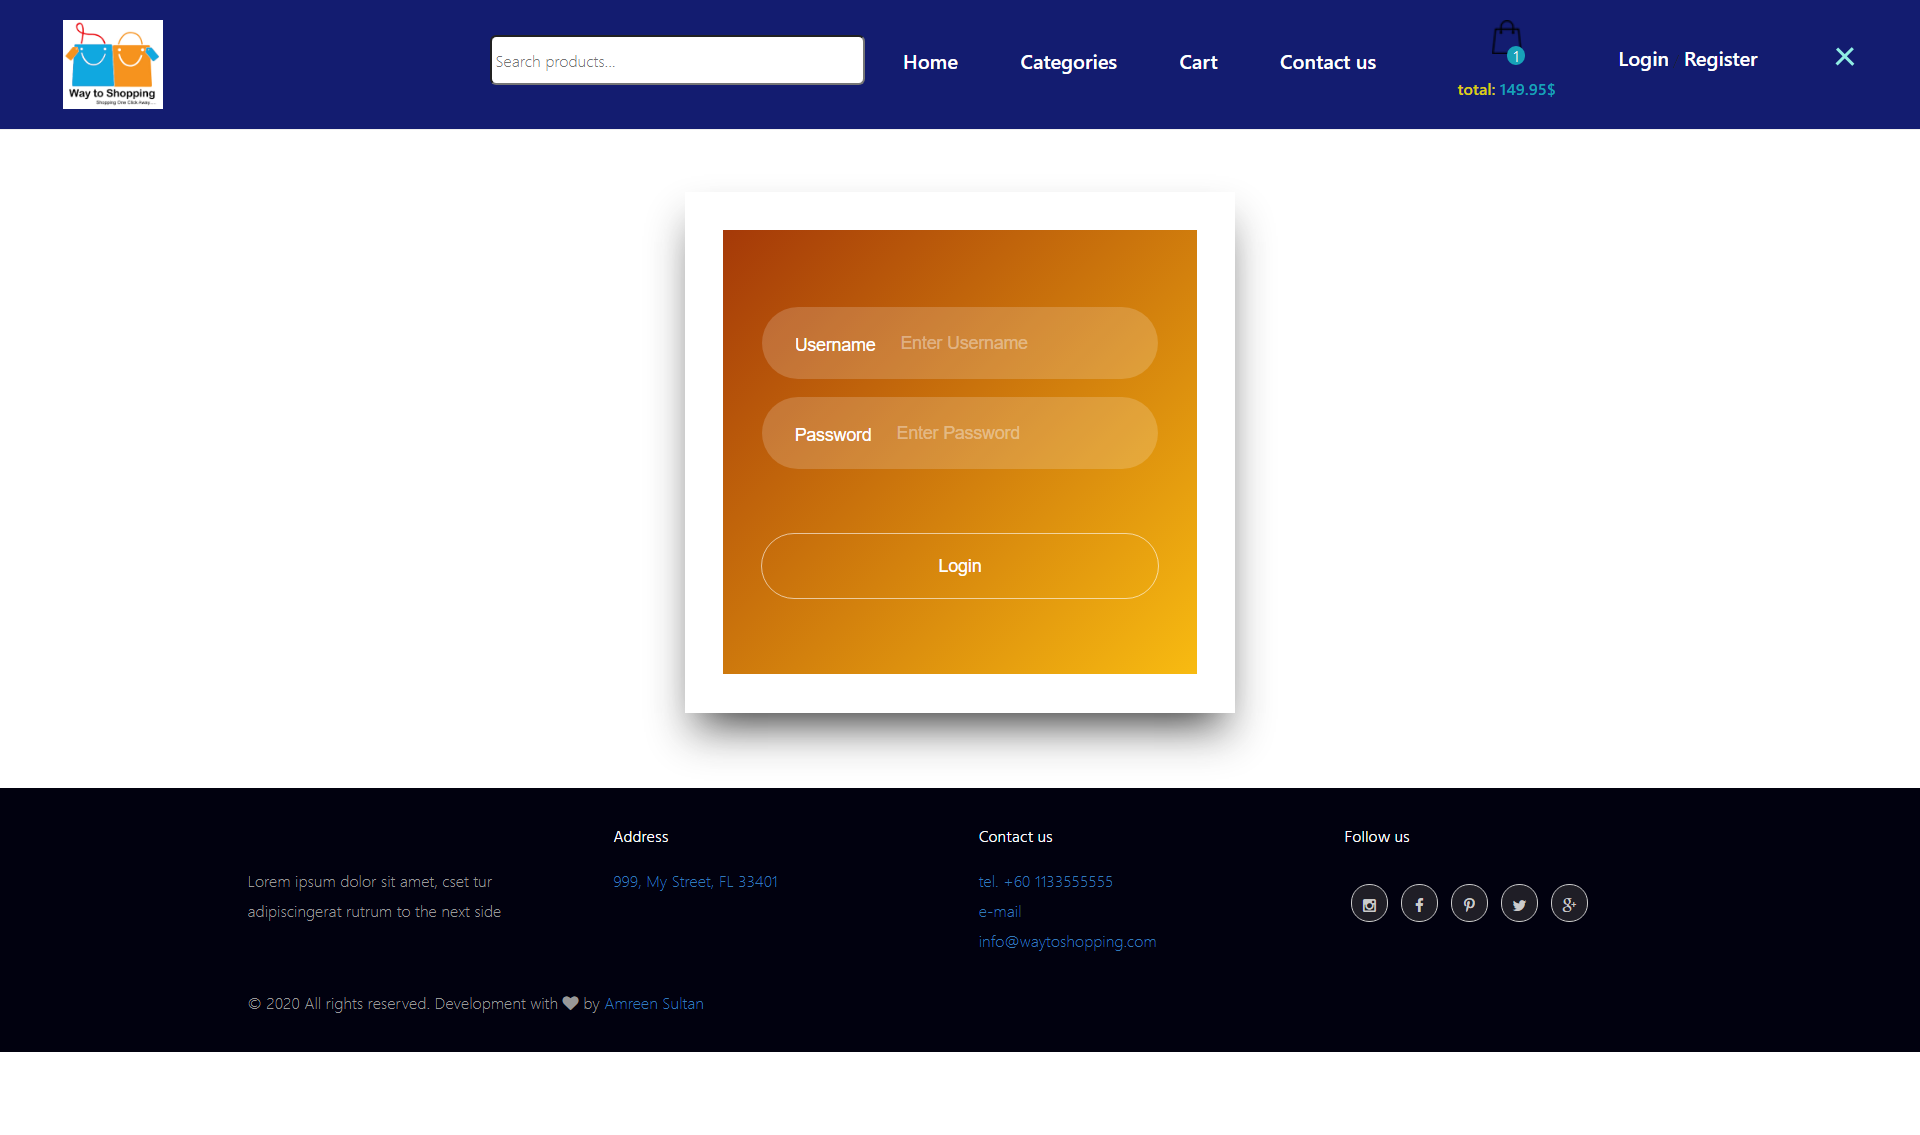 Way to Shopping
Shopping One Click Away....
Search products...
Home
Categories
Cart
Contact us
1
total: 149.95$
Login
Register
Username
Enter Username
Password
Enter Password
Login
Lorem ipsum dolor sit amet, cset tur
adipiscingerat rutrum to the next side
Address
999, My Street, FL 33401
Contact us
tel. +60 1133555555
e-mail
info@waytoshopping.com
Follow us
© 2020 All rights reserved. Development with by Amreen Sultan